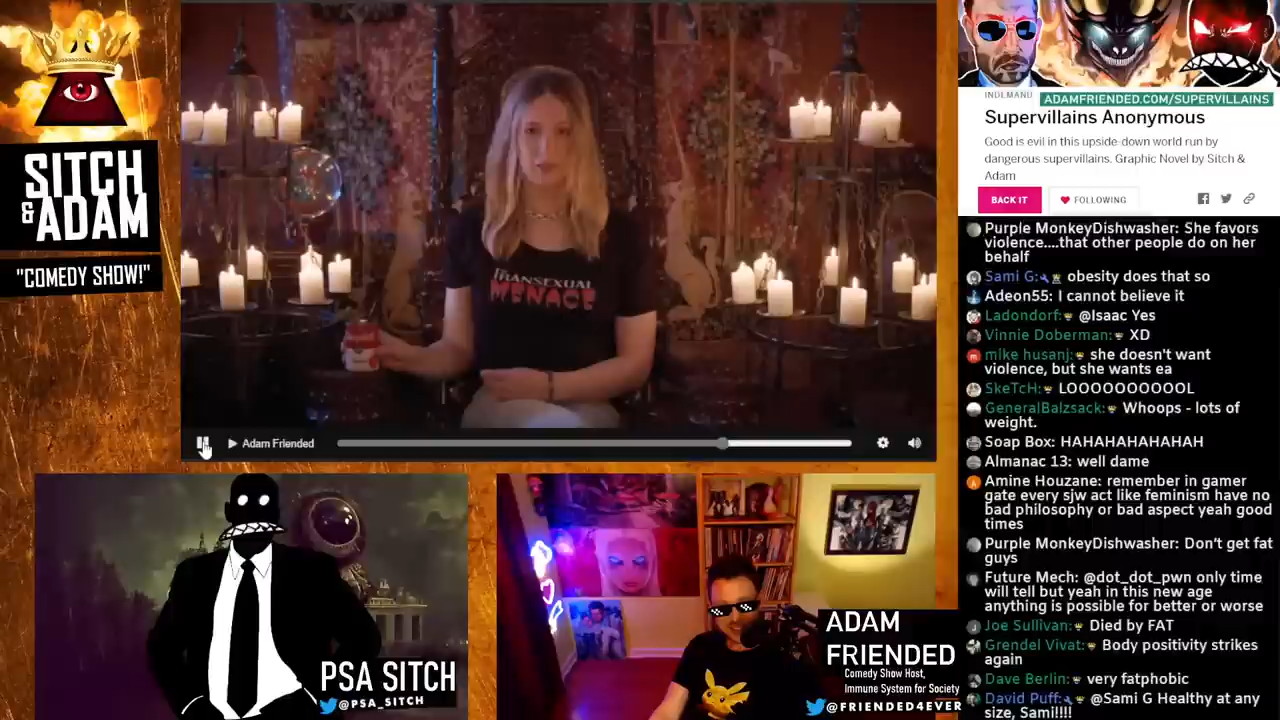 SITCH
& ADAM
"COMEDY SHOW!"
TRANSEXUAL
MENACE
Adam Friended
PSA SITCH
@PSA_SITCH
ADAM
FRIENDED
Comedy Show Host,
Immune System for Society
@FRIENDED4EVER
INDEMAND
ADAMFRIENDED.COM/SUPERVILLAINS
Supervillains Anonymous
Good is evil in this upside-down world run by
dangerous supervillains. Graphic Novel by Sitch &
Adam
BACK IT
FOLLOWING
Purple MonkeyDishwasher: She favors
violence....that other people do on her
behalf
Sami G: obesity does that so
Adeon55: I cannot believe it
Ladondorf: @Isaac Yes
Vinnie Doberman: XD
mike husanj: she doesn't want
violence, but she wants ea
SkeTcH: LOOOOOOOOOOL
GeneralBalzsack: Whoops - lots of
weight.
Soap Box: HAHAHAHAHAHAH
Almanac 13: well dame
Amine Houzane: remember in gamer
gate every sjw act like feminism have no
bad philosophy or bad aspect yeah good
times
Purple MonkeyDishwasher: Don't get fat
guys
Future Mech: @dot_dot_pwn only time
will tell but yeah in this new age
anything is possible for better or worse
Joe Sullivan: Died by FAT
Grendel Vivat: Body positivity strikes
again
Dave Berlin: very fatphobic
David Puff: @Sami G Healthy at any
size, Sami!!!!